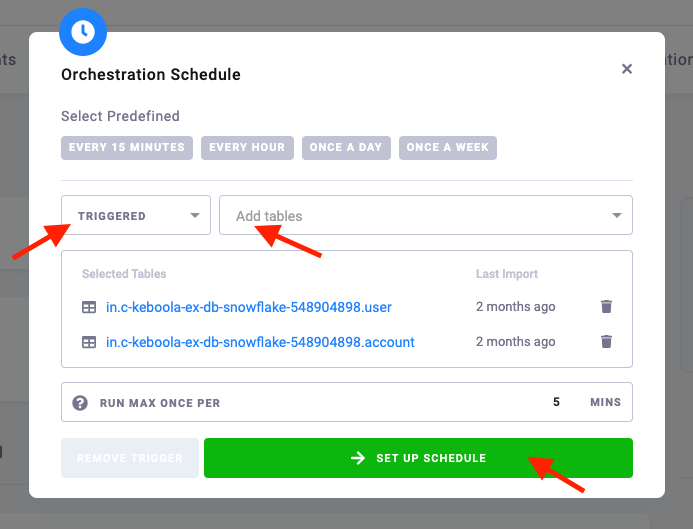 nts
ation
Orchestration Schedule
Select Predefined
EVERY 15 MINUTES EVERY HOUR ONCE A DAY ONCE A WEEK
TRIGGERED Add tables
Selected Tables Last Import
in.c-keboola-ex-db-snowflake-548904898.user 2 months ago
in.c-keboola-ex-db-snowflake-548904898.account 2 months ago
RUN MAX ONCE PER 5 MINS
REMOVE TRIGGER SET UP SCHEDULE